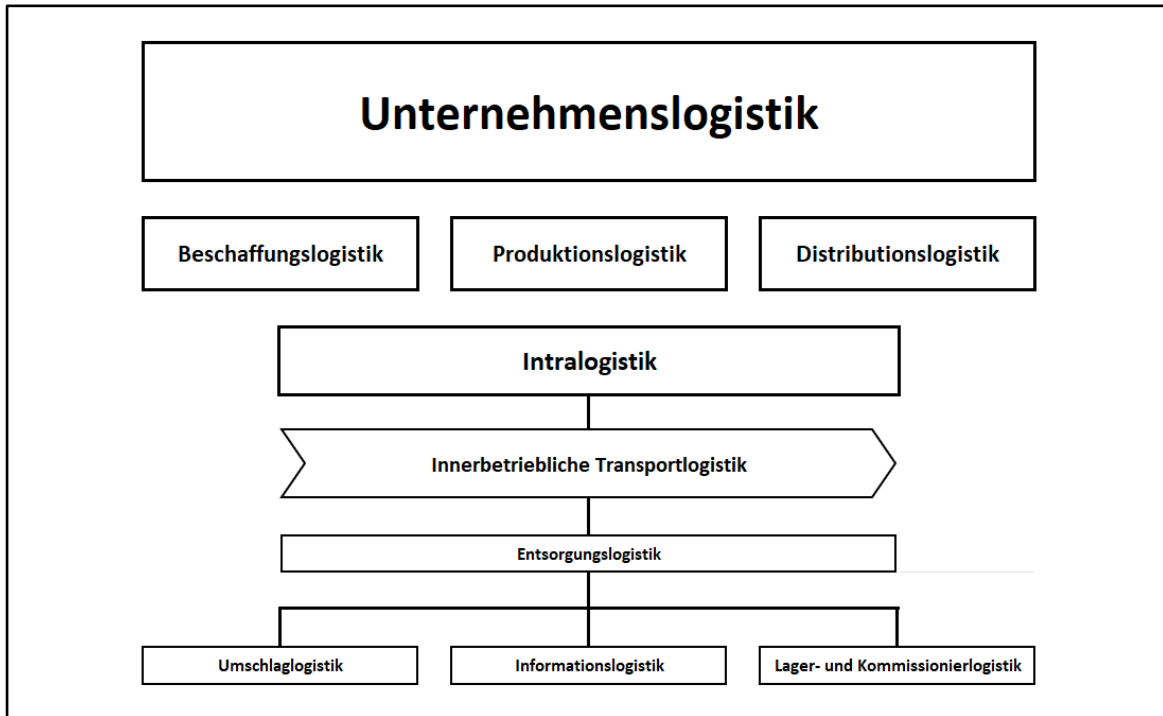 Unternehmenslogistik
Beschaffungslogistik
Produktionslogistik
Distributionslogistik
Intralogistik
Innerbetriebliche Transportlogistik
Entsorgungslogistik
Umschlaglogistik
Informationslogistik
Lager- und Kommissionierlogistik